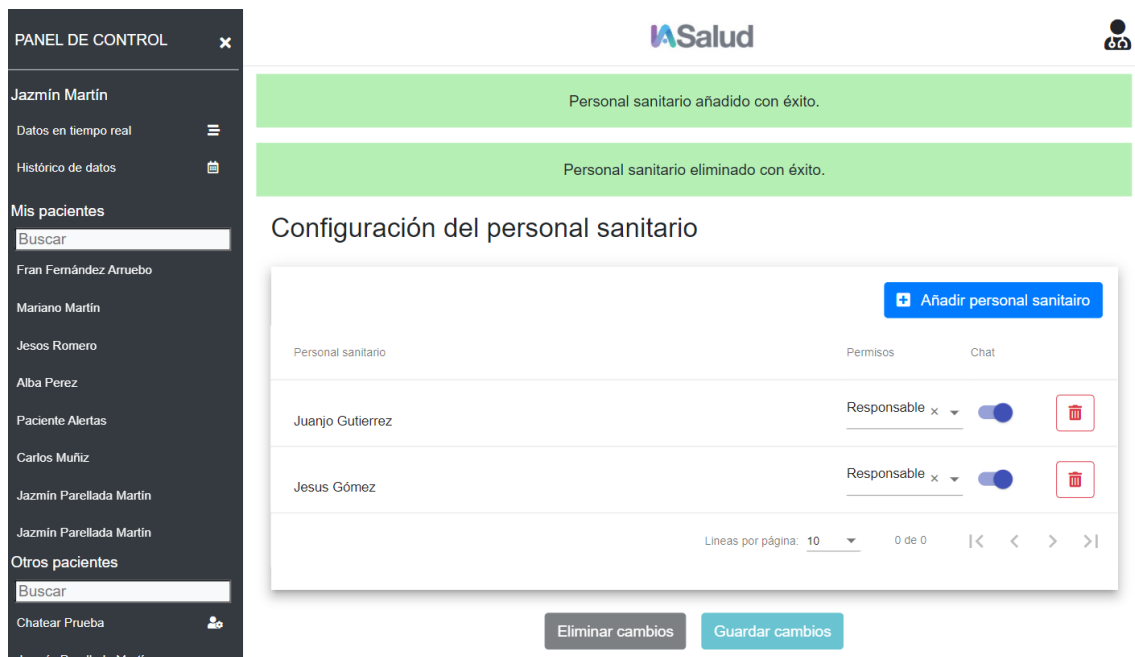 PANEL DE CONTROL ×
IASalud
Jazmín Martín
Datos en tiempo real
Histórico de datos
Mis pacientes
Buscar
Fran Fernández Arruebo
Mariano Martín
Jesos Romero
Alba Perez
Paciente Alertas
Carlos Muñiz
Jazmín Parellada Martín
Jazmín Parellada Martín
Otros pacientes
Buscar
Chatear Prueba
Personal sanitario añadido con éxito.
Personal sanitario eliminado con éxito.
Configuración del personal sanitario
Añadir personal sanitairo
Personal sanitario Permisos Chat
Juanjo Gutierrez Responsable ×
Jesus Gómez Responsable ×
Lineas por página: 10 0 de 0
Eliminar cambios Guardar cambios